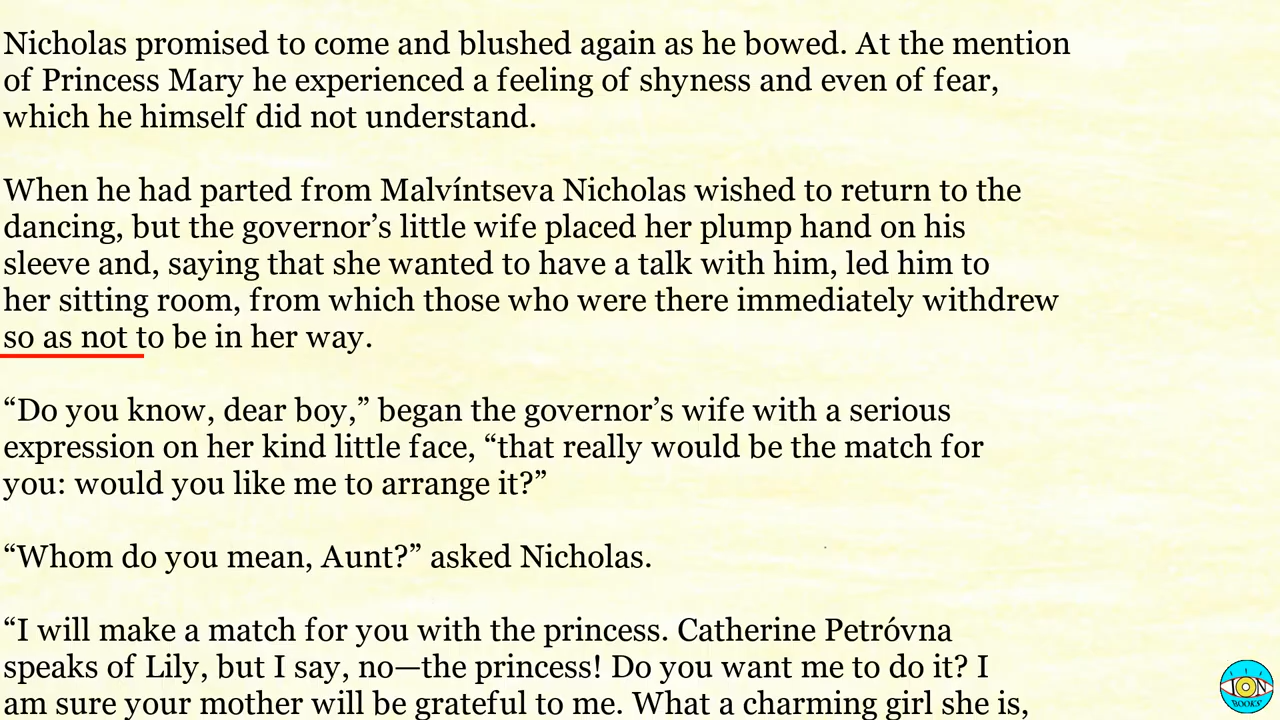 Nicholas promised to come and blushed again as he bowed. At the mention
of Princess Mary he experienced a feeling of shyness and even of fear,
which he himself did not understand.
When he had parted from Malvíntseva Nicholas wished to return to the
dancing, but the governor’s little wife placed her plump hand on his
sleeve and, saying that she wanted to have a talk with him, led him to
her sitting room, from which those who were there immediately withdrew
so as not to be in her way.
“Do you know, dear boy,” began the governor’s wife with a serious
expression on her kind little face, “that really would be the match for
you: would you like me to arrange it?”
“Whom do you mean, Aunt?” asked Nicholas.
“I will make a match for you with the princess. Catherine Petróvna
speaks of Lily, but I say, no—the princess! Do you want me to do it? I
am sure your mother will be grateful to me. What a charming girl she is,
BOOKS